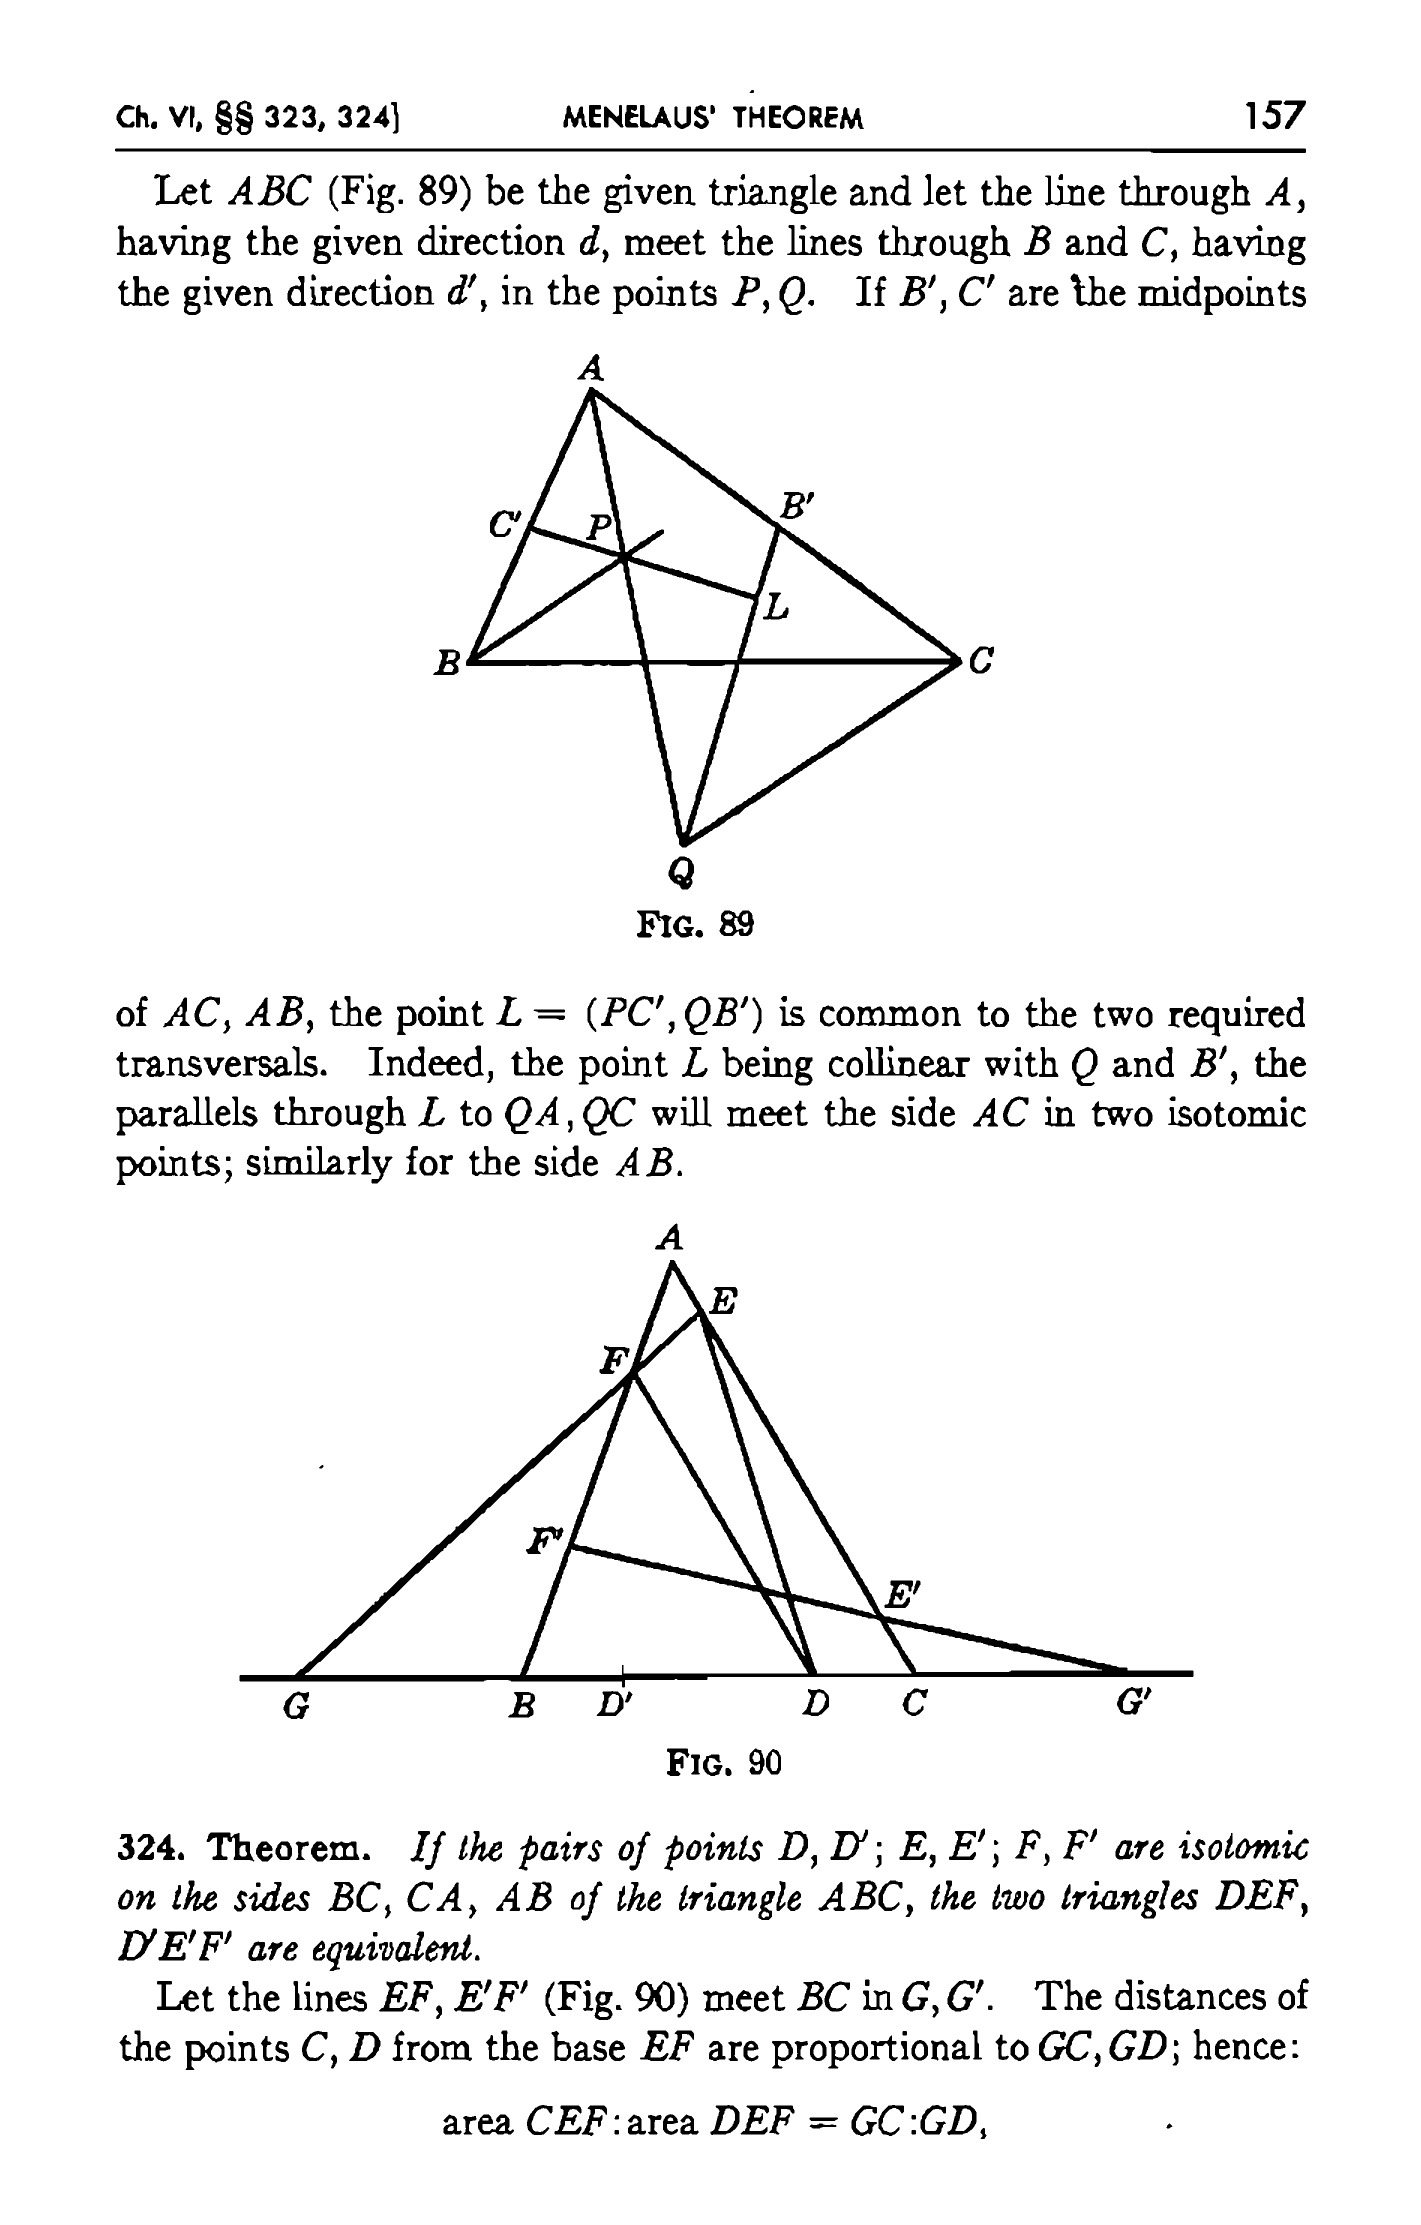 Ch. VI, §§ 323, 324] MENELAUS' THEOREM 157
Let ABC (Fig. 89) be the given triangle and let the line through A,
having the given direction d, meet the lines through B and C, having
the given direction d', in the points P, Q. If B', C' are the midpoints
A
B'
C' P
L
B C
Q
FIG. 89
of AC, AB, the point L = (PC', QB') is common to the two required
transversals. Indeed, the point L being collinear with Q and B', the
parallels through L to QA, QC will meet the side AC in two isotomic
points; similarly for the side AB.
A
E
F
F'
E'
G B D' D C G'
FIG. 90
324. Theorem. If the pairs of points D, D'; E, E'; F, F' are isotomic
on the sides BC, CA, AB of the triangle ABC, the two triangles DEF,
D'E'F' are equivalent.
Let the lines EF, E'F' (Fig. 90) meet BC in G, G'. The distances of
the points C, D from the base EF are proportional to GC, GD; hence:
area CEF:area DEF = GC:GD,